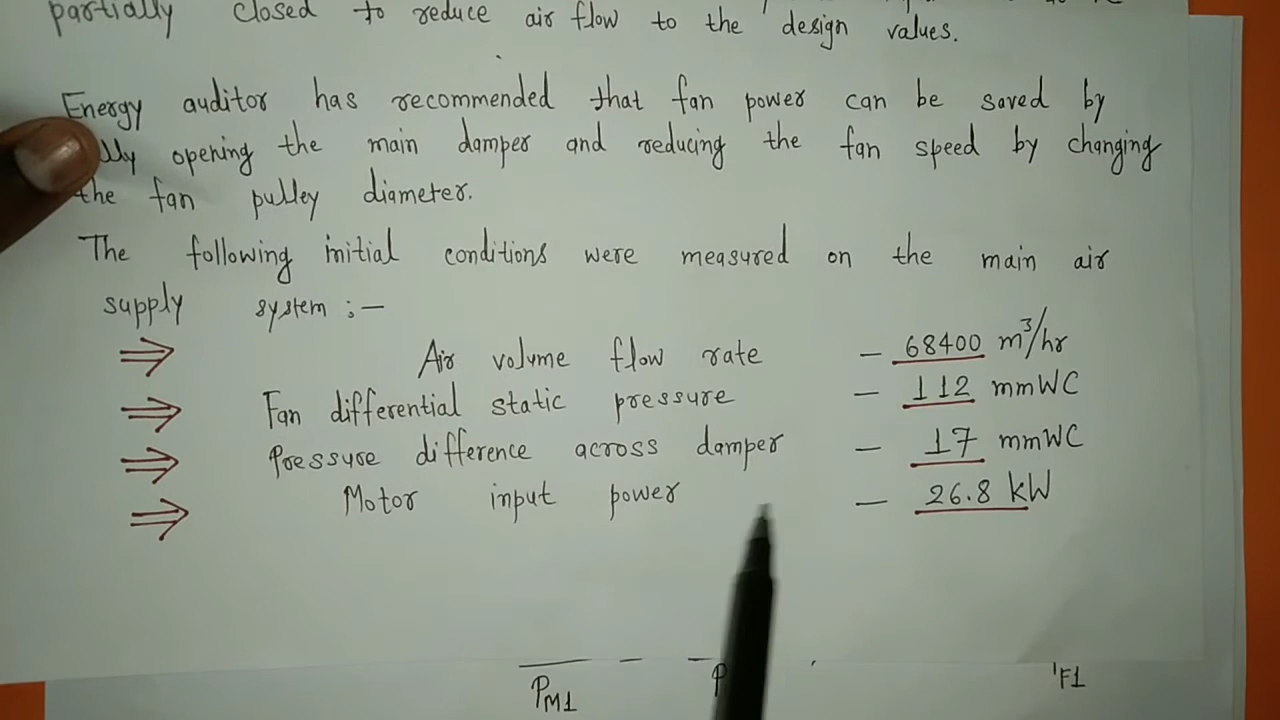 partially closed to reduce air flow to the design values.
Energy auditor has recommended that fan power can be saved by
opening the main damper and reducing the fan speed by changing
the fan pulley diameter.
The following initial conditions were measured on the main air
supply system :-
⇒ Air volume flow rate - 68400 m³/hr
⇒ Fan differential static pressure - 112 mmWC
⇒ Pressure difference across damper - 17 mmWC
⇒ Motor input power - 26.8 kW
PM1 F1